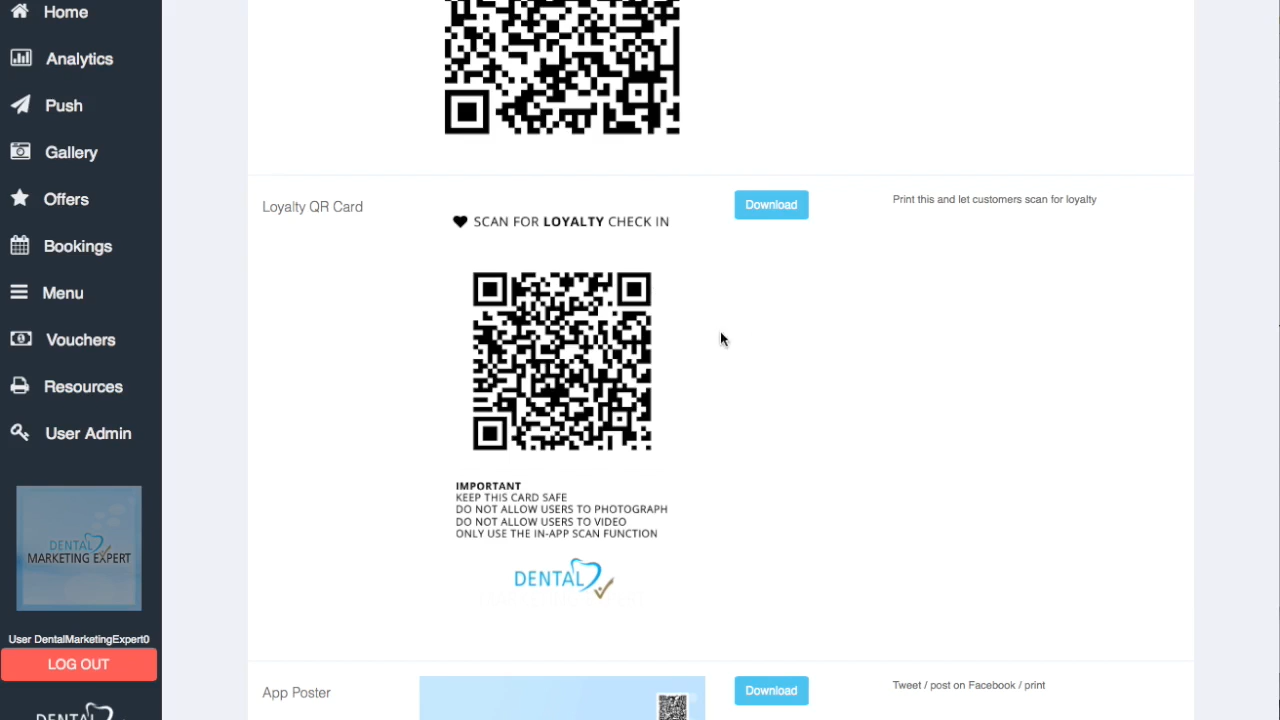 Home
Analytics
Push
Gallery
Offers
Bookings
Menu
Vouchers
Resources
User Admin
DENTAL
MARKETING EXPERT
User DentalMarketingExpert0
LOG OUT
DENTAL
Loyalty QR Card
SCAN FOR LOYALTY CHECK IN
IMPORTANT
KEEP THIS CARD SAFE
DO NOT ALLOW USERS TO PHOTOGRAPH
DO NOT ALLOW USERS TO VIDEO
ONLY USE THE IN-APP SCAN FUNCTION
DENTAL
Download
Print this and let customers scan for loyalty
App Poster
Download
Tweet / post on Facebook / print